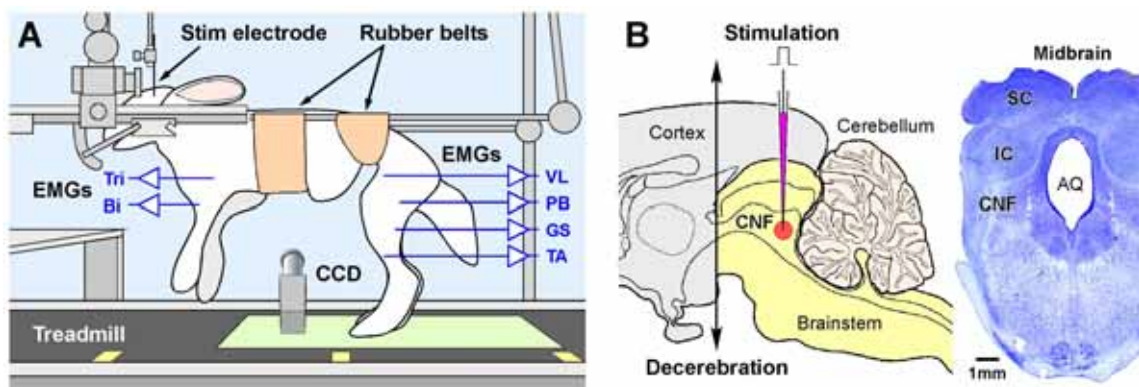 A
Stim electrode
Rubber belts
EMGs
Tri
Bi
EMGs
VL
PB
GS
TA
CCD
Treadmill
B
Stimulation
Cortex
Cerebellum
CNF
Brainstem
Decerebration
Midbrain
SC
IC
AQ
CNF
1mm